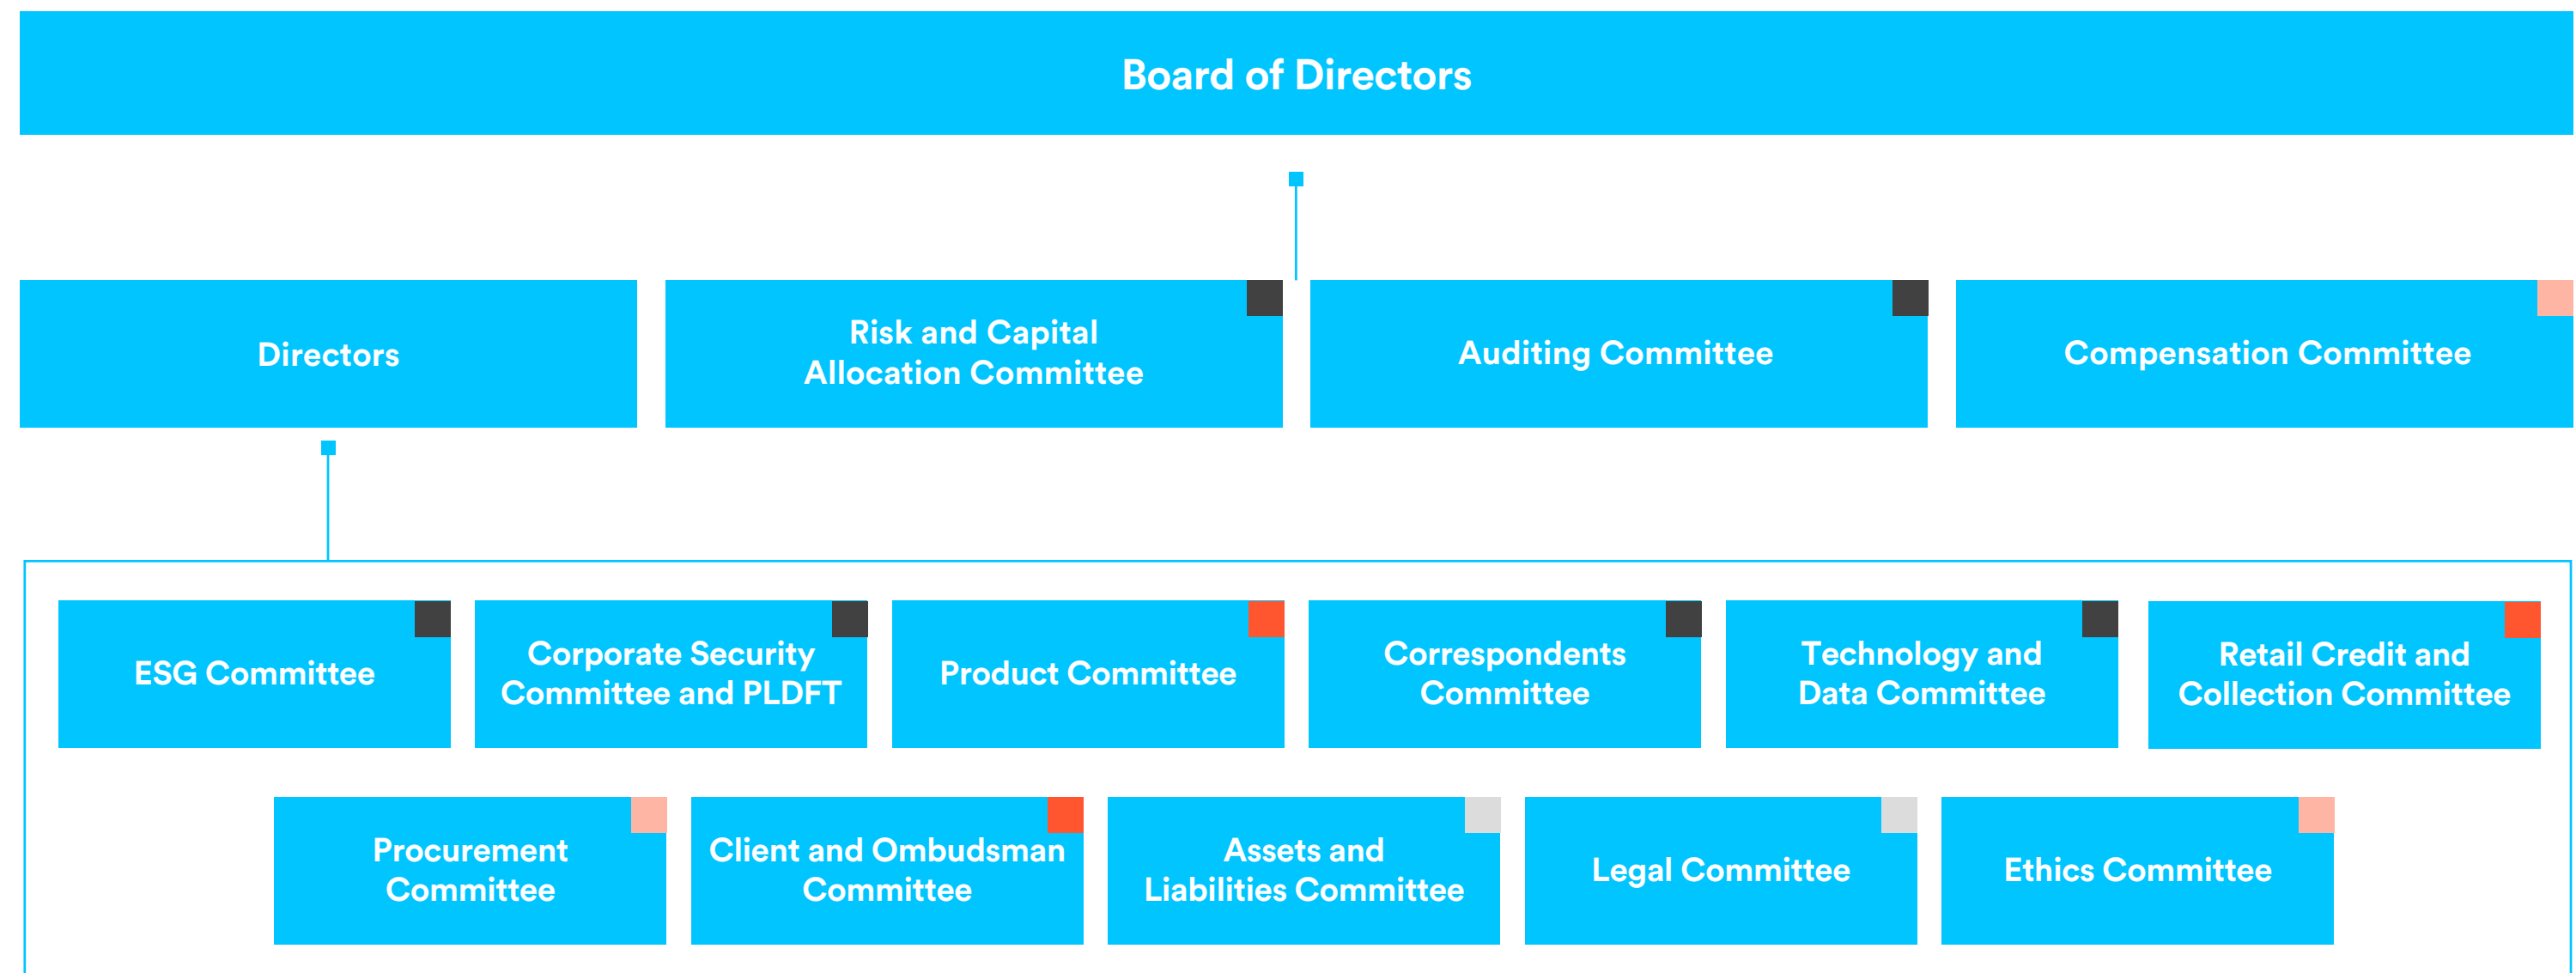 Board of Directors
Directors
Risk and Capital
Allocation Committee
Auditing Committee
Compensation Committee
ESG Committee
Corporate Security
Committee and PLDFT
Product Committee
Correspondents
Committee
Technology and
Data Committee
Retail Credit and
Collection Committee
Procurement
Committee
Client and Ombudsman
Committee
Assets and
Liabilities Committee
Legal Committee
Ethics Committee